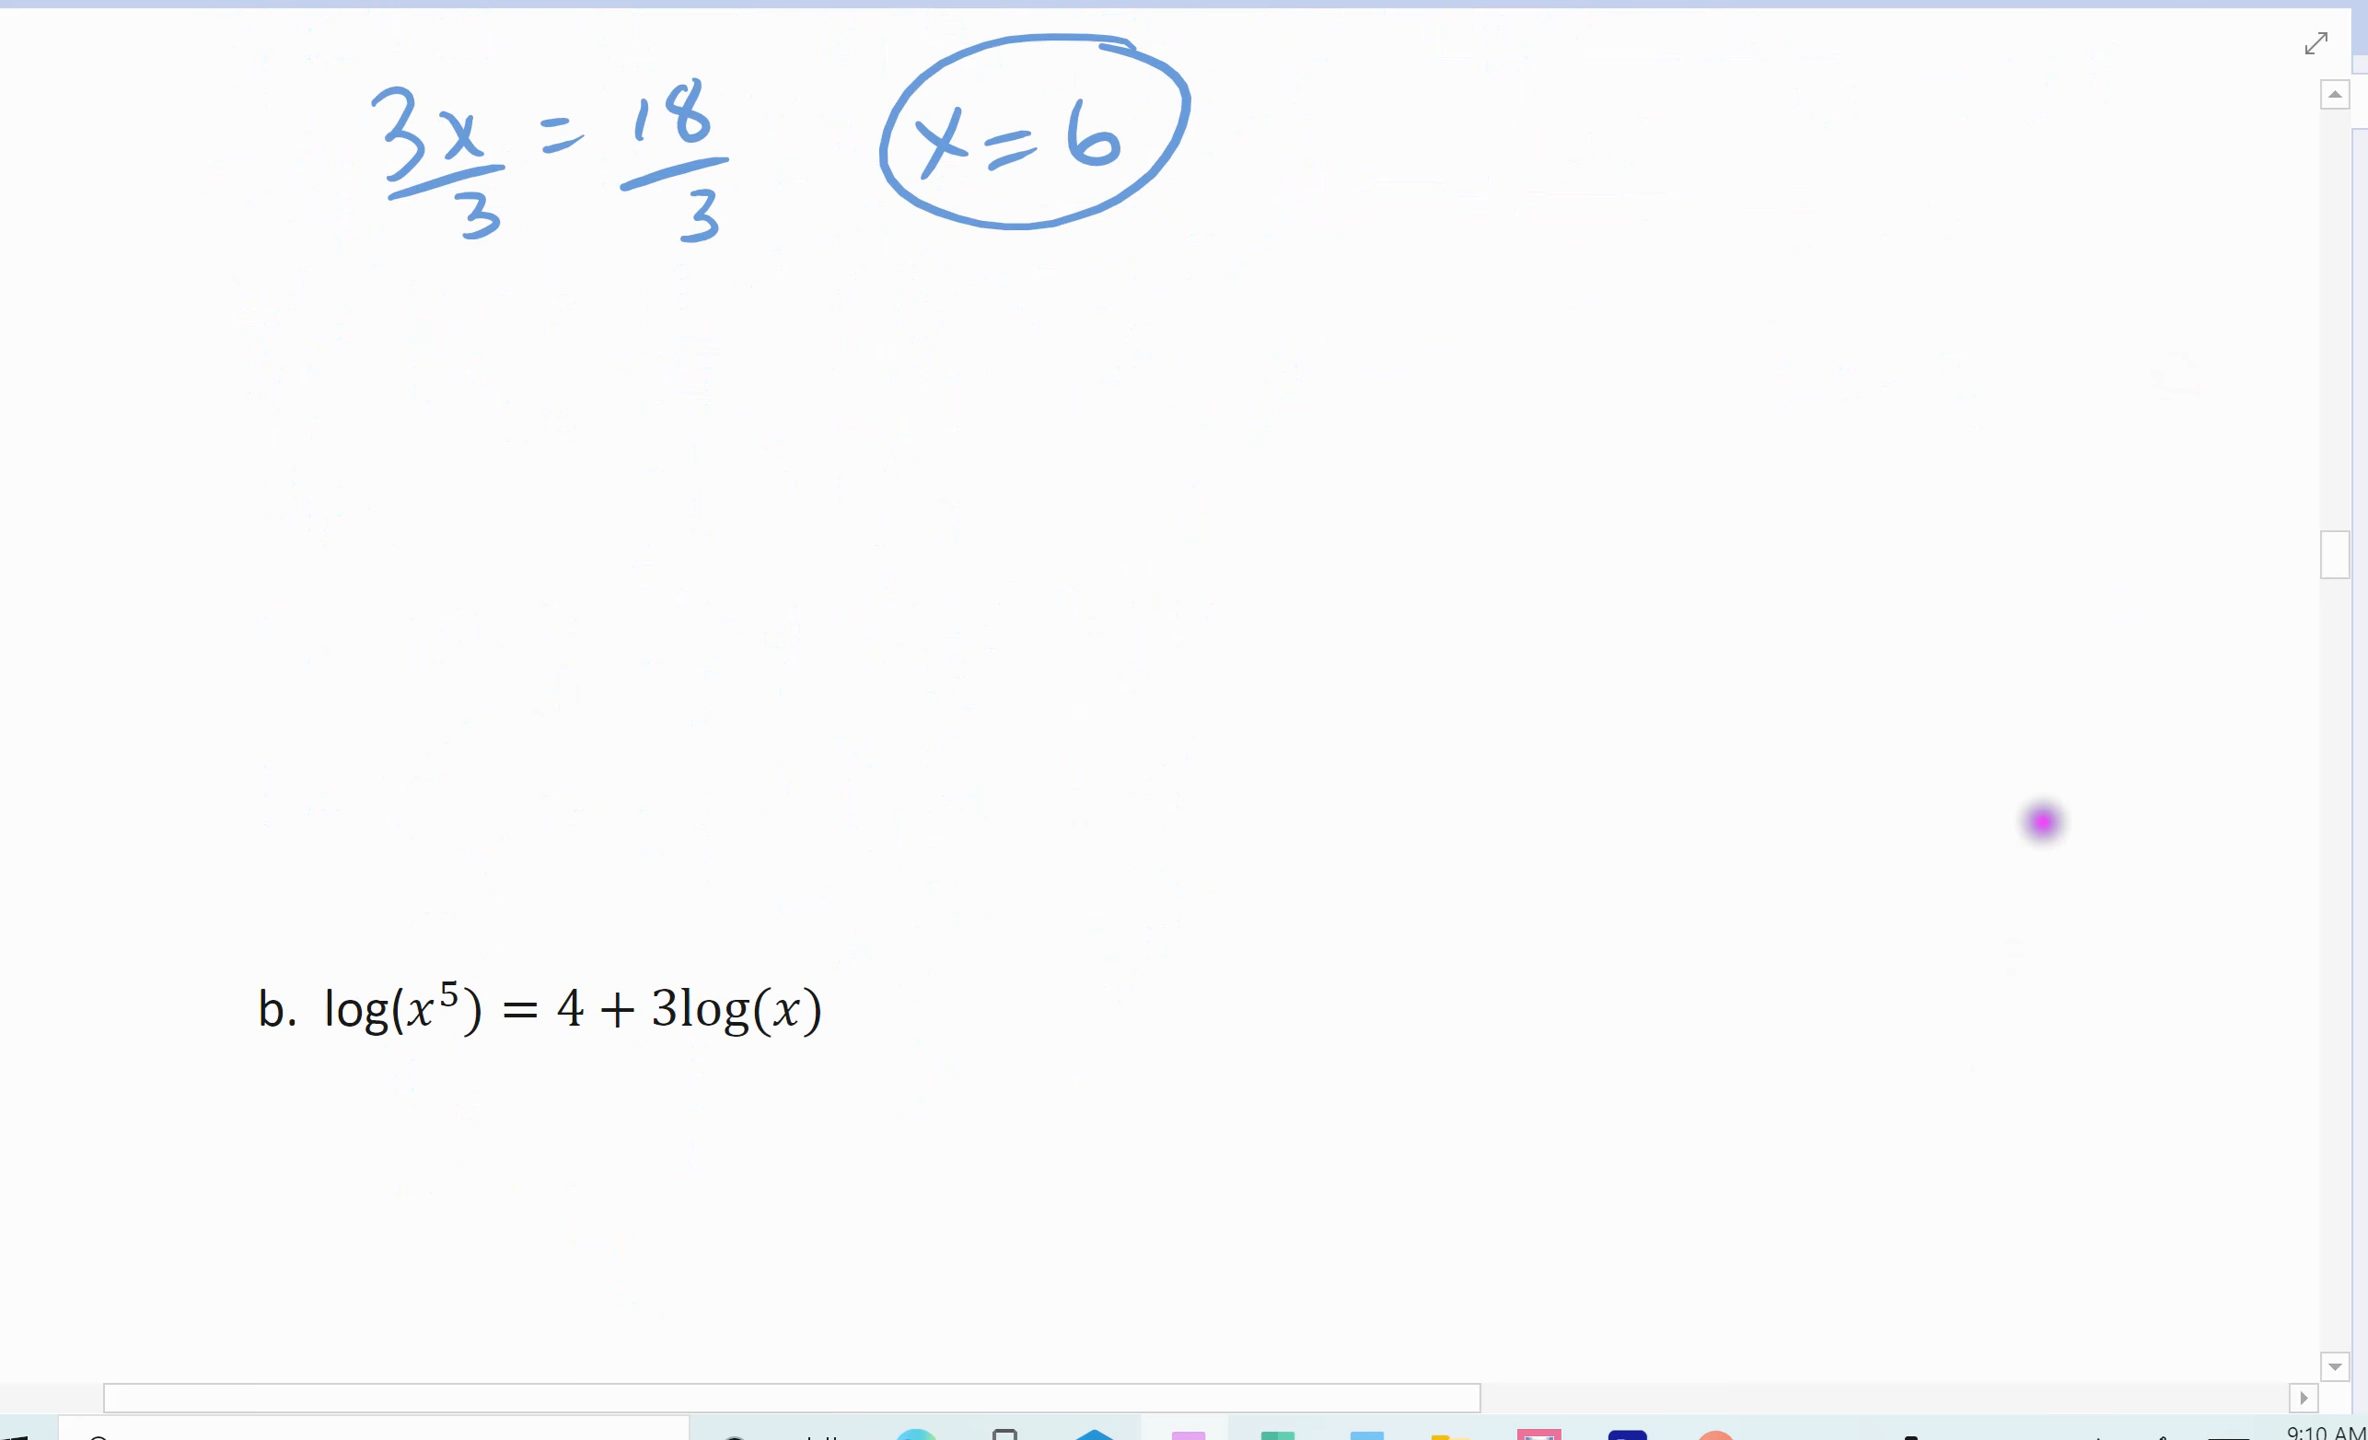 3x = 18 x = 6
3 3
b. log(x⁵) = 4 + 3log(x)
9:10 AM